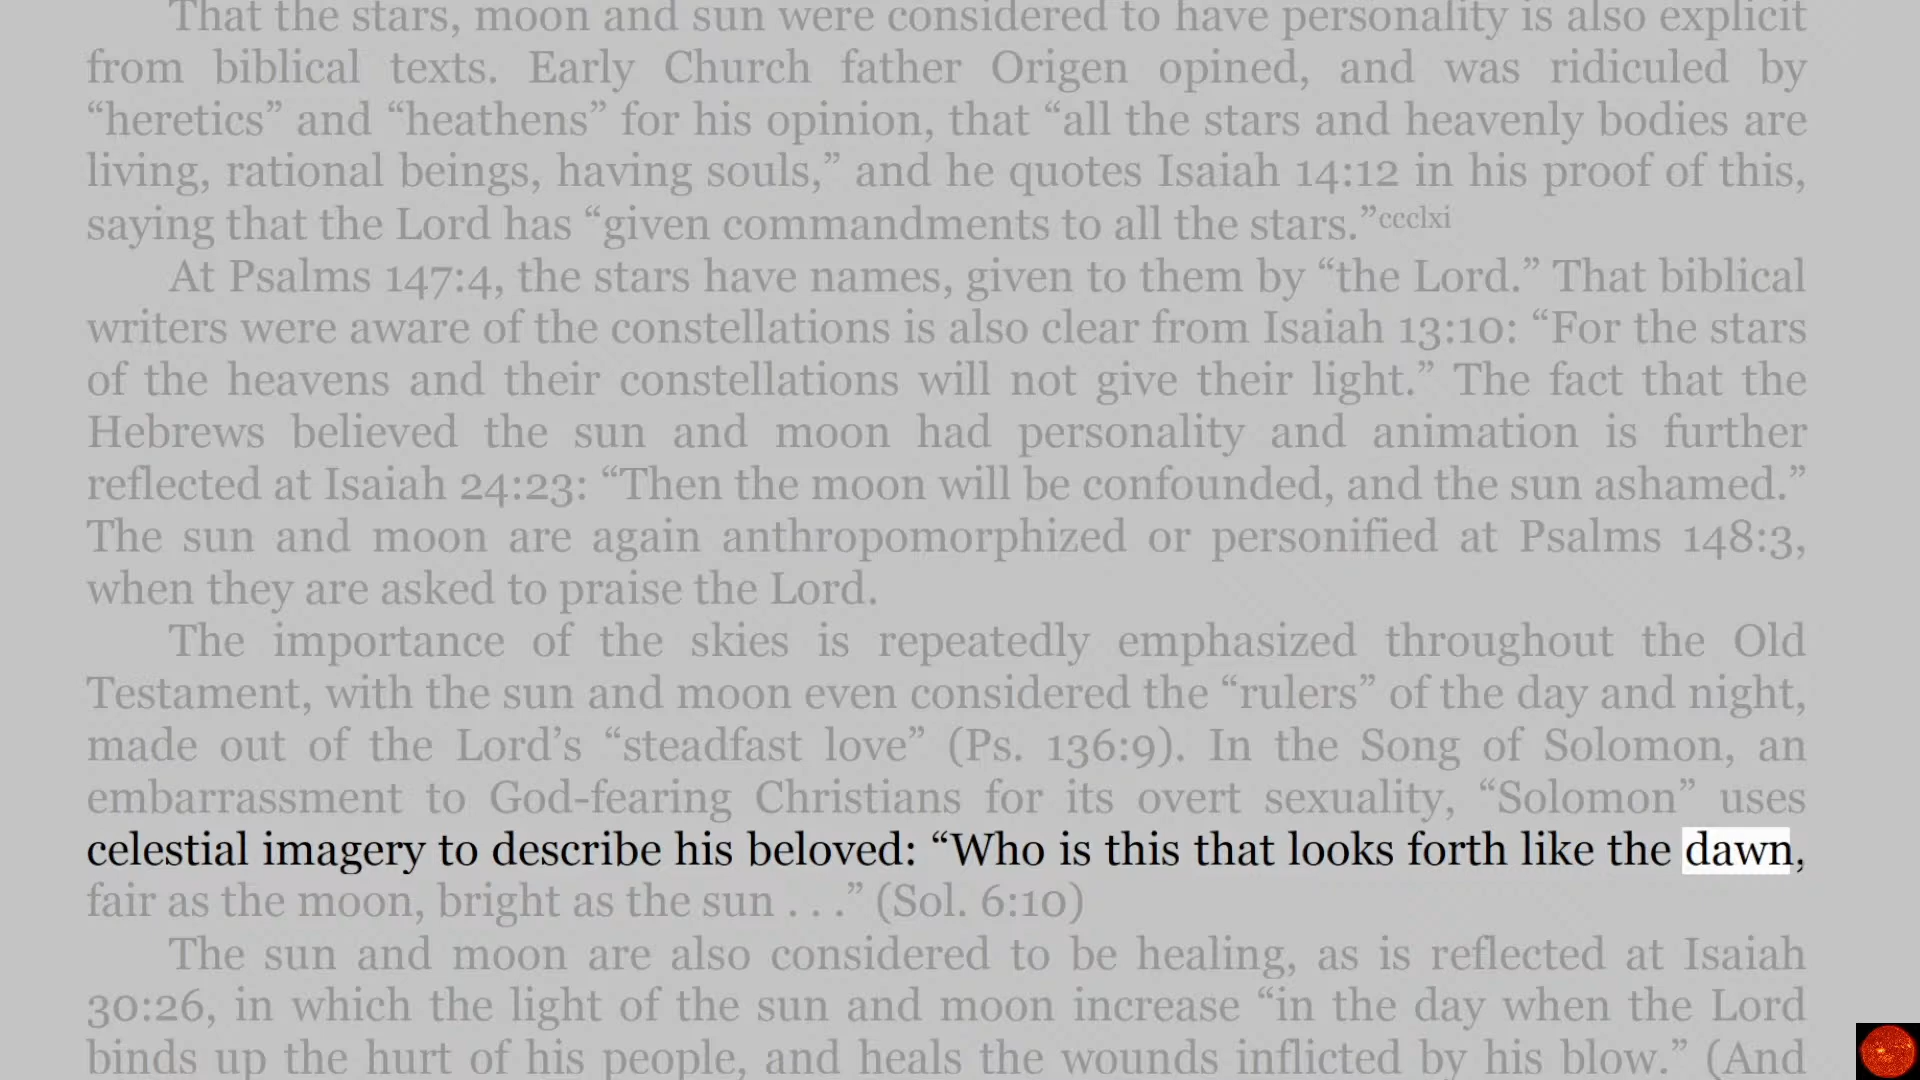 That the stars, moon and sun were considered to have personality is also explicit
from biblical texts. Early Church father Origen opined, and was ridiculed by
“heretics” and “heathens” for his opinion, that “all the stars and heavenly bodies are
living, rational beings, having souls,” and he quotes Isaiah 14:12 in his proof of this,
saying that the Lord has “given commandments to all the stars.”ccclxi
At Psalms 147:4, the stars have names, given to them by “the Lord.” That biblical
writers were aware of the constellations is also clear from Isaiah 13:10: “For the stars
of the heavens and their constellations will not give their light.” The fact that the
Hebrews believed the sun and moon had personality and animation is further
reflected at Isaiah 24:23: “Then the moon will be confounded, and the sun ashamed.”
The sun and moon are again anthropomorphized or personified at Psalms 148:3,
when they are asked to praise the Lord.
The importance of the skies is repeatedly emphasized throughout the Old
Testament, with the sun and moon even considered the “rulers” of the day and night,
made out of the Lord’s “steadfast love” (Ps. 136:9). In the Song of Solomon, an
embarrassment to God-fearing Christians for its overt sexuality, “Solomon” uses
celestial imagery to describe his beloved: “Who is this that looks forth like the dawn,
fair as the moon, bright as the sun . . .” (Sol. 6:10)
The sun and moon are also considered to be healing, as is reflected at Isaiah
30:26, in which the light of the sun and moon increase “in the day when the Lord
binds up the hurt of his people, and heals the wounds inflicted by his blow.” (And